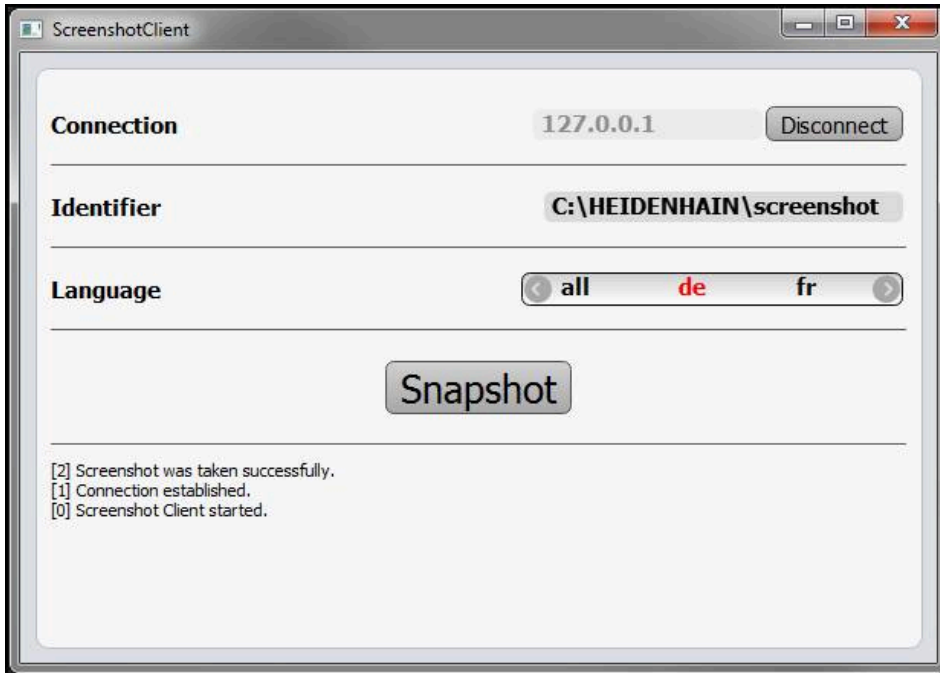 ScreenshotClient
Connection 127.0.0.1 Disconnect
Identifier C:\HEIDENHAIN\screenshot
Language all de fr
Snapshot
[2] Screenshot was taken successfully.
[1] Connection established.
[0] Screenshot Client started.